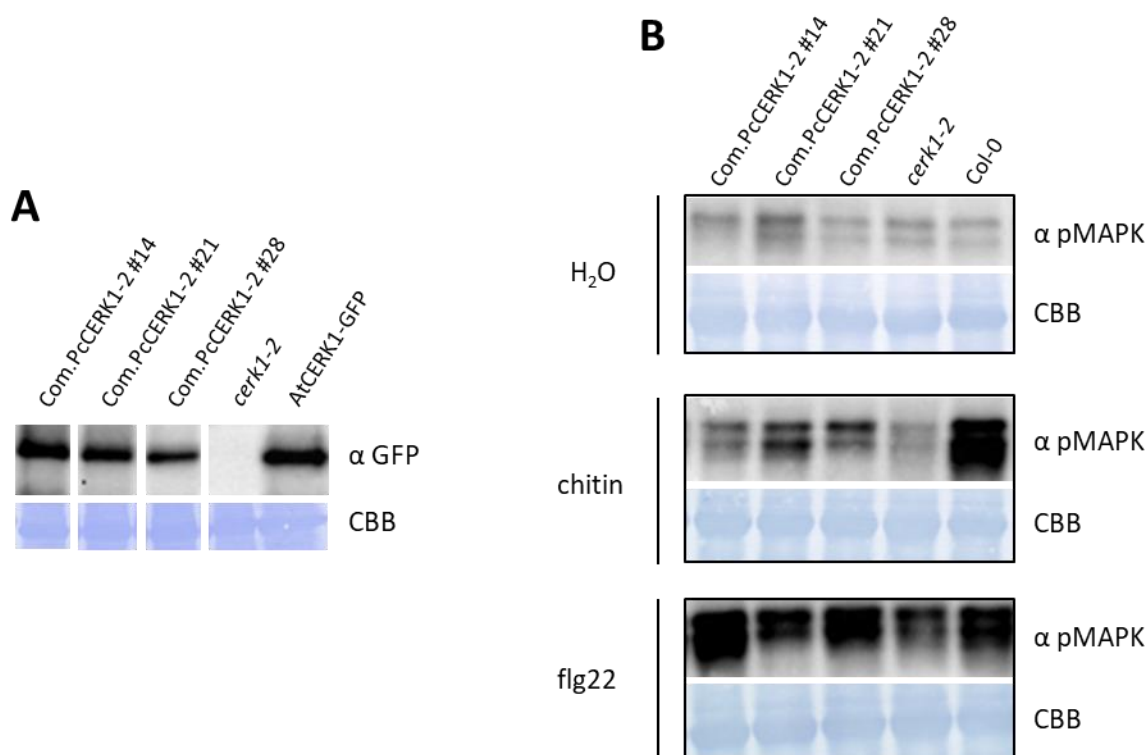 A
Com.PcCERK1-2 #14
Com.PcCERK1-2 #21
Com.PcCERK1-2 #28
cerk1-2
AtCERK1-GFP
α GFP
CBB
B
Com.PcCERK1-2 #14
Com.PcCERK1-2 #21
Com.PcCERK1-2 #28
cerk1-2
Col-0
H₂O
α pMAPK
CBB
chitin
α pMAPK
CBB
flg22
α pMAPK
CBB